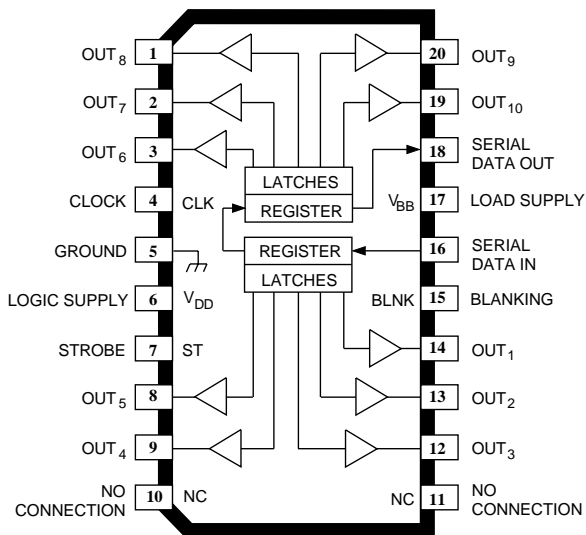 OUT8 1 20 OUT9
OUT7 2 19 OUT10
OUT6 3 18 SERIAL
DATA OUT
LATCHES
CLOCK 4 CLK REGISTER VBB 17 LOAD SUPPLY
GROUND 5 REGISTER 16 SERIAL
DATA IN
LATCHES
LOGIC SUPPLY 6 VDD BLNK 15 BLANKING
STROBE 7 ST 14 OUT1
OUT5 8 13 OUT2
OUT4 9 12 OUT3
NO
CONNECTION 10 NC NC 11 NO
CONNECTION